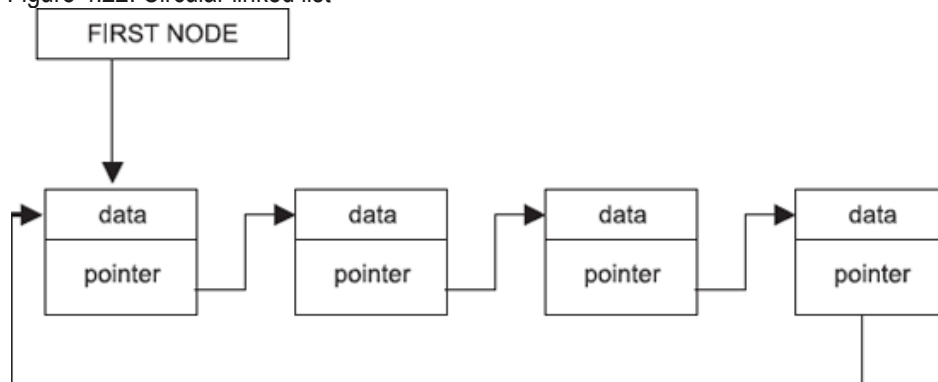 Figure 4.22: Circular linked list
FIRST NODE
data data data data
pointer pointer pointer pointer